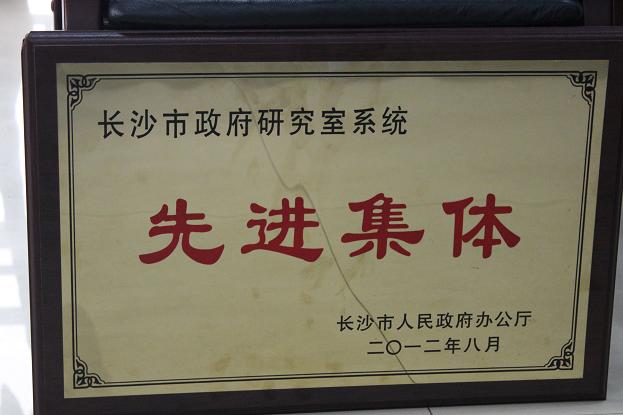 长沙市政府研究室系统
先进集体
长沙市人民政府办公厅
二〇一二年八月